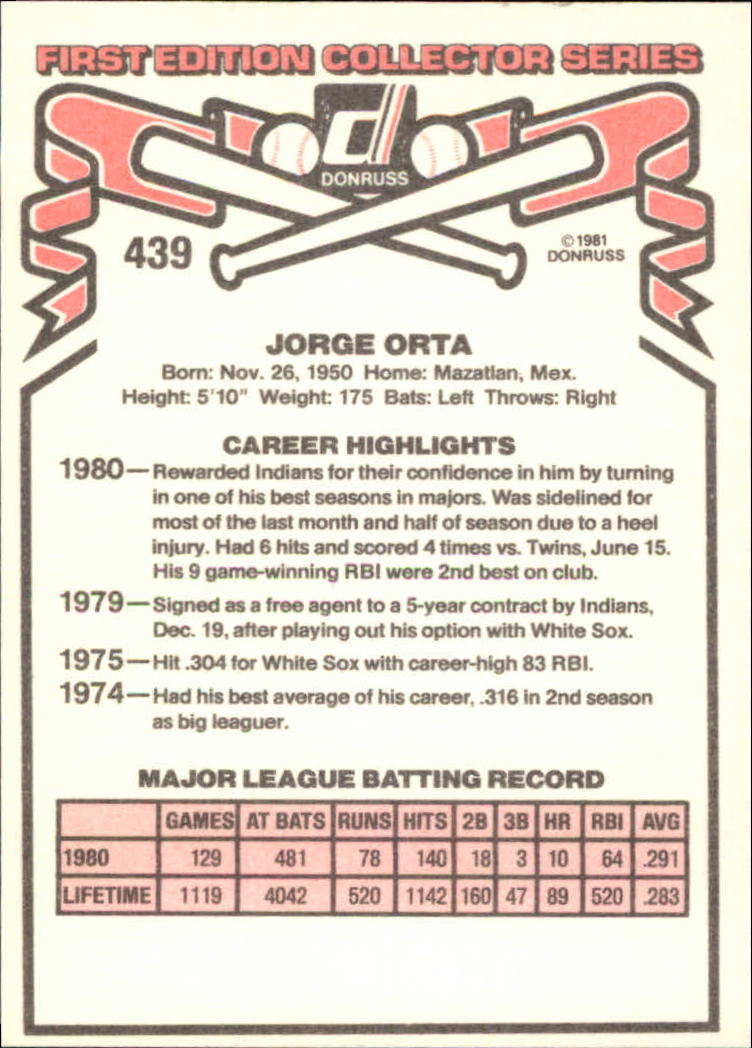 FIRST EDITION COLLECTOR SERIES
d
DONRUSS
439
©1981
DONRUSS
JORGE ORTA
Born: Nov. 26, 1950 Home: Mazatlan, Mex.
Height: 5'10" Weight: 175 Bats: Left Throws: Right
CAREER HIGHLIGHTS
1980—Rewarded Indians for their confidence in him by turning
in one of his best seasons in majors. Was sidelined for
most of the last month and half of season due to a heel
injury. Had 6 hits and scored 4 times vs. Twins, June 15.
His 9 game-winning RBI were 2nd best on club.
1979—Signed as a free agent to a 5-year contract by Indians,
Dec. 19, after playing out his option with White Sox.
1975—Hit .304 for White Sox with career-high 83 RBI.
1974—Had his best average of his career, .316 in 2nd season
as big leaguer.
MAJOR LEAGUE BATTING RECORD
GAMES AT BATS RUNS HITS 2B 3B HR RBI AVG
1980 129 481 78 140 18 3 10 64 .291
LIFETIME 1119 4042 520 1142 160 47 89 520 .283